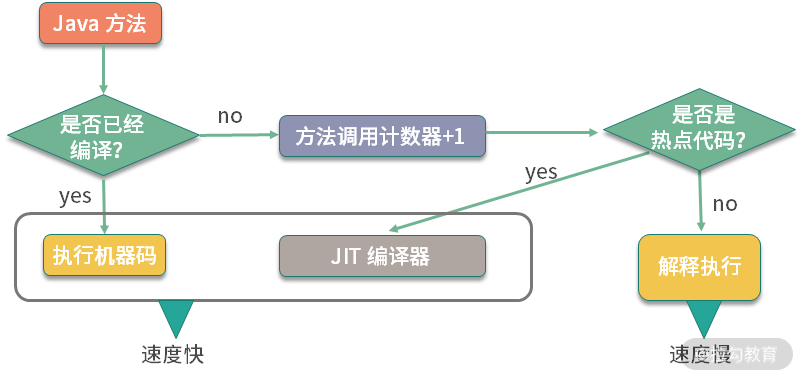 Java 方法
是否已经
编译?
no
方法调用计数器+1
是否是
热点代码?
yes
yes
no
执行机器码
JIT 编译器
解释执行
速度快
速度慢
勾教育